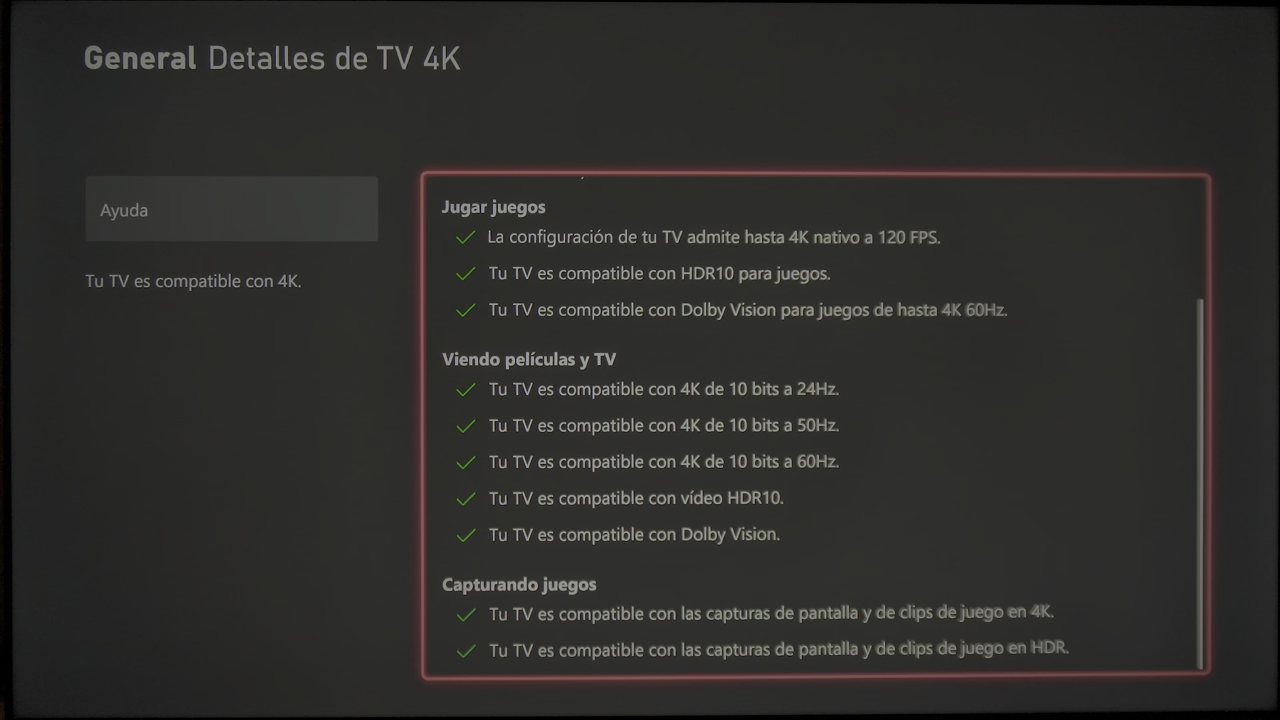 General Detalles de TV 4K
Ayuda
Tu TV es compatible con 4K.
Jugar juegos
La configuración de tu TV admite hasta 4K nativo a 120 FPS.
Tu TV es compatible con HDR10 para juegos.
Tu TV es compatible con Dolby Vision para juegos de hasta 4K 60Hz.
Viendo películas y TV
Tu TV es compatible con 4K de 10 bits a 24Hz.
Tu TV es compatible con 4K de 10 bits a 50Hz.
Tu TV es compatible con 4K de 10 bits a 60Hz.
Tu TV es compatible con vídeo HDR10.
Tu TV es compatible con Dolby Vision.
Capturando juegos
Tu TV es compatible con las capturas de pantalla y de clips de juego en 4K.
Tu TV es compatible con las capturas de pantalla y de clips de juego en HDR.